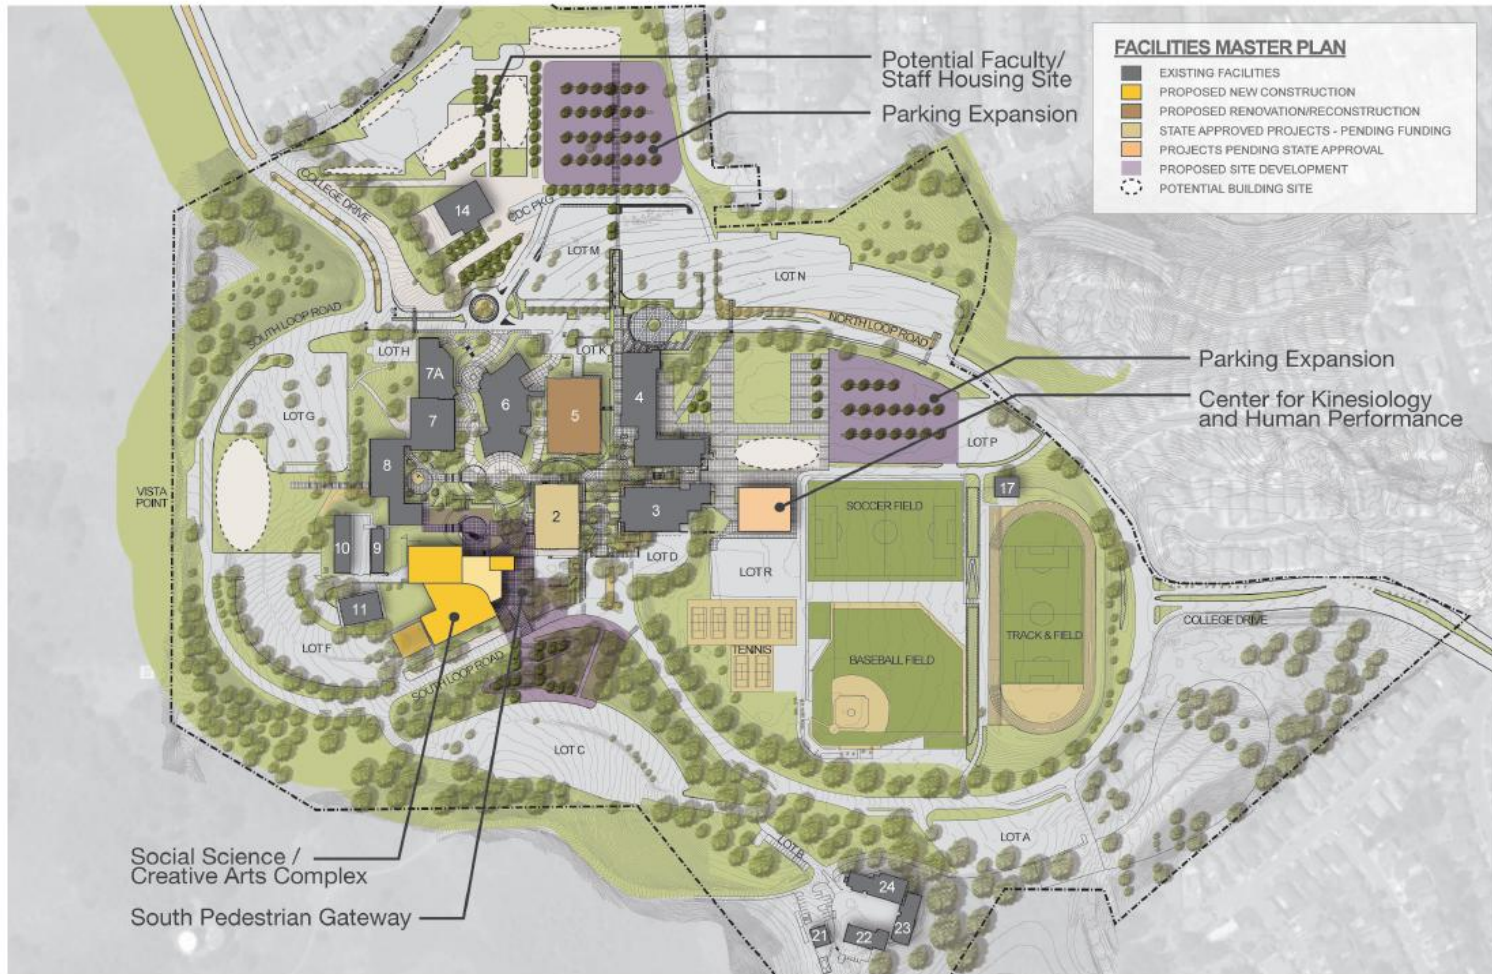 FACILITIES MASTER PLAN
EXISTING FACILITIES
PROPOSED NEW CONSTRUCTION
PROPOSED RENOVATION/RECONSTRUCTION
STATE APPROVED PROJECTS - PENDING FUNDING
PROJECTS PENDING STATE APPROVAL
PROPOSED SITE DEVELOPMENT
POTENTIAL BUILDING SITE
Potential Faculty/
Staff Housing Site
Parking Expansion
COLLEGE DRIVE
14
CDC PKG
LOT M
LOT N
SOUTH LOOP ROAD
NORTH LOOP ROAD
LOT H
LOT K
Parking Expansion
7A
6
5
4
Center for Kinesiology
and Human Performance
LOT G
7
LOT P
8
VISTA
POINT
17
2
3
SOCCER FIELD
10
9
LOT D
LOT R
11
LOT F
COLLEGE DRIVE
TRACK & FIELD
TENNIS
BASEBALL FIELD
SOUTH LOOP ROAD
LOT C
LOT A
LOT B
Social Science /
Creative Arts Complex
South Pedestrian Gateway
24
23
22
21